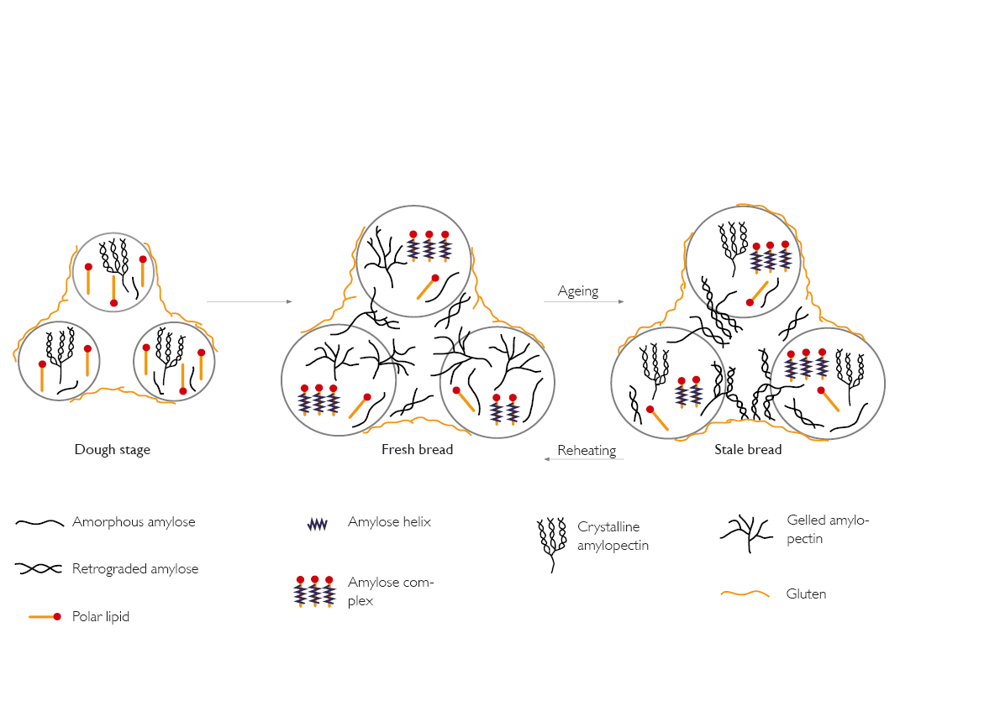 Ageing
Reheating
Dough stage
Fresh bread
Stale bread
Amorphous amylose
Retrograded amylose
Polar lipid
Amylose helix
Amylose com-
plex
Crystalline
amylopectin
Gelled amylo-
pectin
Gluten